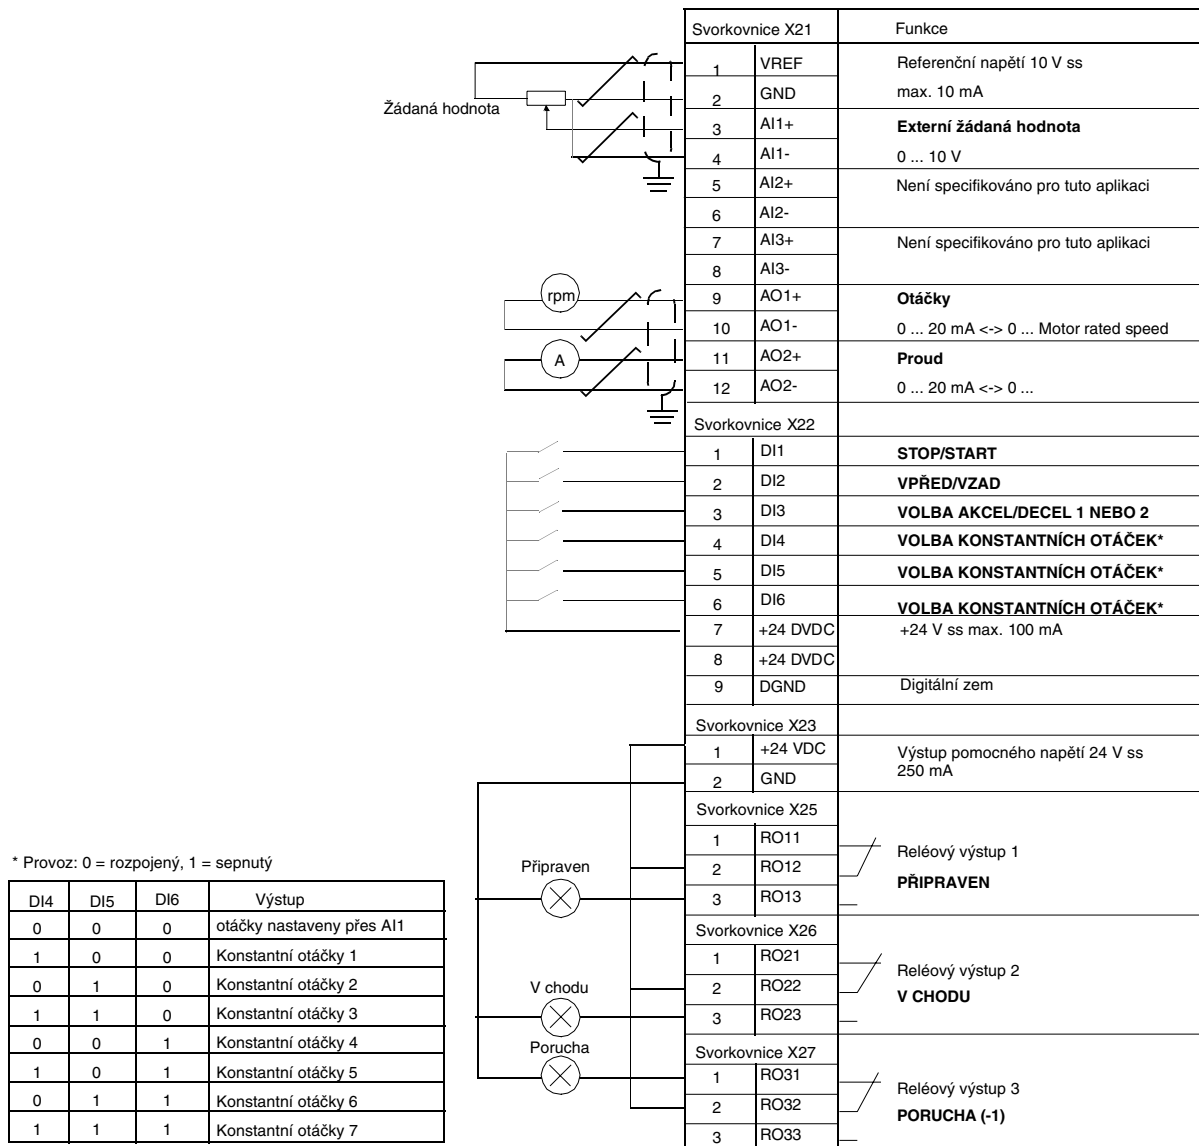 Svorkovnice X21 Funkce
1 VREF Referenční napětí 10 V ss
2 GND max. 10 mA
Žádaná hodnota
3 AI1+ Externí žádaná hodnota
4 AI1- 0 ... 10 V
5 AI2+ Není specifikováno pro tuto aplikaci
6 AI2-
7 AI3+ Není specifikováno pro tuto aplikaci
8 AI3-
rpm 9 AO1+ Otáčky
10 AO1- 0 ... 20 mA <-> 0 ... Motor rated speed
A 11 AO2+ Proud
12 AO2- 0 ... 20 mA <-> 0 ...
Svorkovnice X22
1 DI1 STOP/START
2 DI2 VPŘED/VZAD
3 DI3 VOLBA AKCEL/DECEL 1 NEBO 2
4 DI4 VOLBA KONSTANTNÍCH OTÁČEK*
5 DI5 VOLBA KONSTANTNÍCH OTÁČEK*
6 DI6 VOLBA KONSTANTNÍCH OTÁČEK*
7 +24 DVDC +24 V ss max. 100 mA
8 +24 DVDC
9 DGND Digitální zem
Svorkovnice X23
1 +24 VDC Výstup pomocného napětí 24 V ss
2 GND 250 mA
Svorkovnice X25
1 RO11 Reléový výstup 1
Připraven 2 RO12 PŘIPRAVEN
3 RO13
Svorkovnice X26
1 RO21 Reléový výstup 2
V chodu 2 RO22 V CHODU
3 RO23
Porucha Svorkovnice X27
1 RO31 Reléový výstup 3
2 RO32 PORUCHA (-1)
3 RO33
* Provoz: 0 = rozpojený, 1 = sepnutý
DI4 DI5 DI6 Výstup
0 0 0 otáčky nastaveny přes AI1
1 0 0 Konstantní otáčky 1
0 1 0 Konstantní otáčky 2
1 1 0 Konstantní otáčky 3
0 0 1 Konstantní otáčky 4
1 0 1 Konstantní otáčky 5
0 1 1 Konstantní otáčky 6
1 1 1 Konstantní otáčky 7